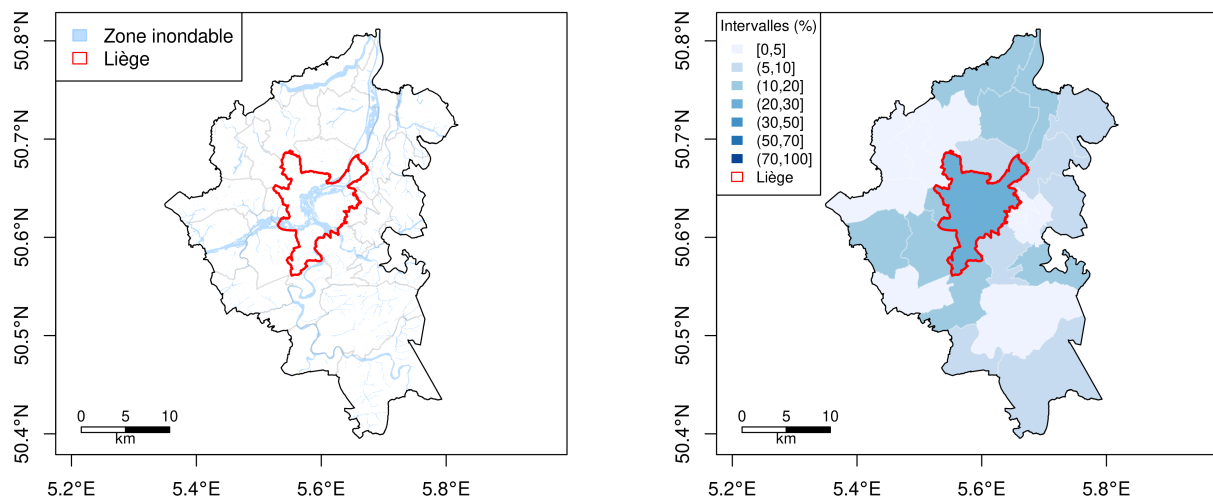 Zone inondable
Liège
50.8°N
50.7°N
50.6°N
50.5°N
50.4°N
0 5 10
km
5.2°E 5.4°E 5.6°E 5.8°E
Intervalles (%)
[0,5]
(5,10]
(10,20]
(20,30]
(30,50]
(50,70]
(70,100]
Liège
50.8°N
50.7°N
50.6°N
50.5°N
50.4°N
0 5 10
km
5.2°E 5.4°E 5.6°E 5.8°E